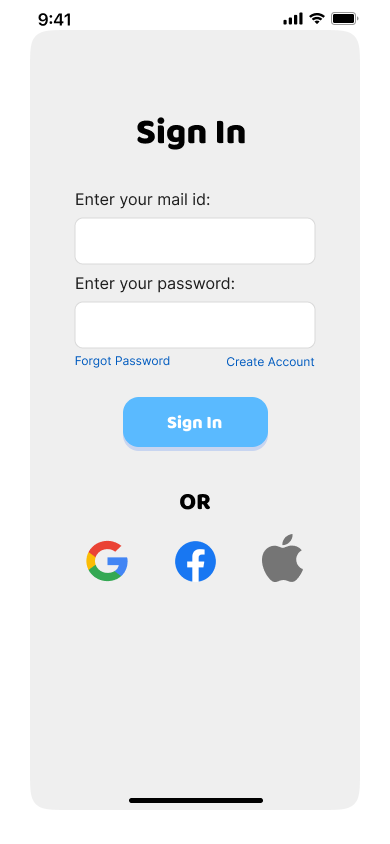 9:41
Sign In
Enter your mail id:
Enter your password:
Forgot Password Create Account
Sign In
OR